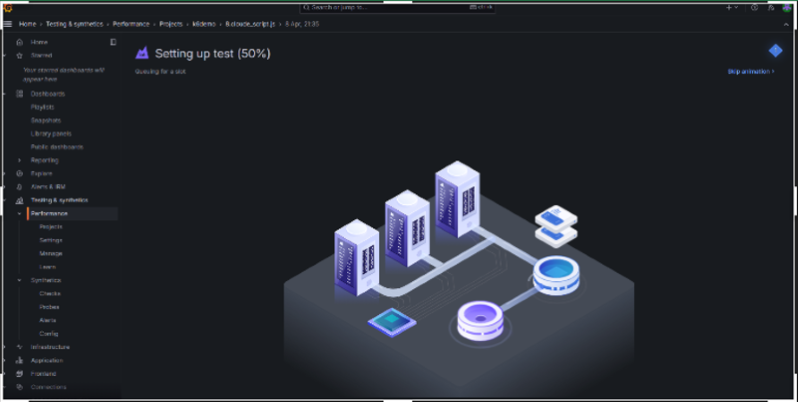 Search or jump to...
Home › Testing & synthetics › Performance › Projects › k6demo › 8.cloude_script.js › 8 Apr, 21:35
Home
Starred
Your starred dashboards will
appear here
Dashboards
Playlists
Snapshots
Library panels
Public dashboards
Reporting
Explore
Alerts & IRM
Testing & synthetics
Performance
Projects
Settings
Manage
Learn
Synthetics
Checks
Probes
Alerts
Config
Infrastructure
Application
Frontend
Connections
Setting up test (50%)
Queuing for a slot
Skip animation ›